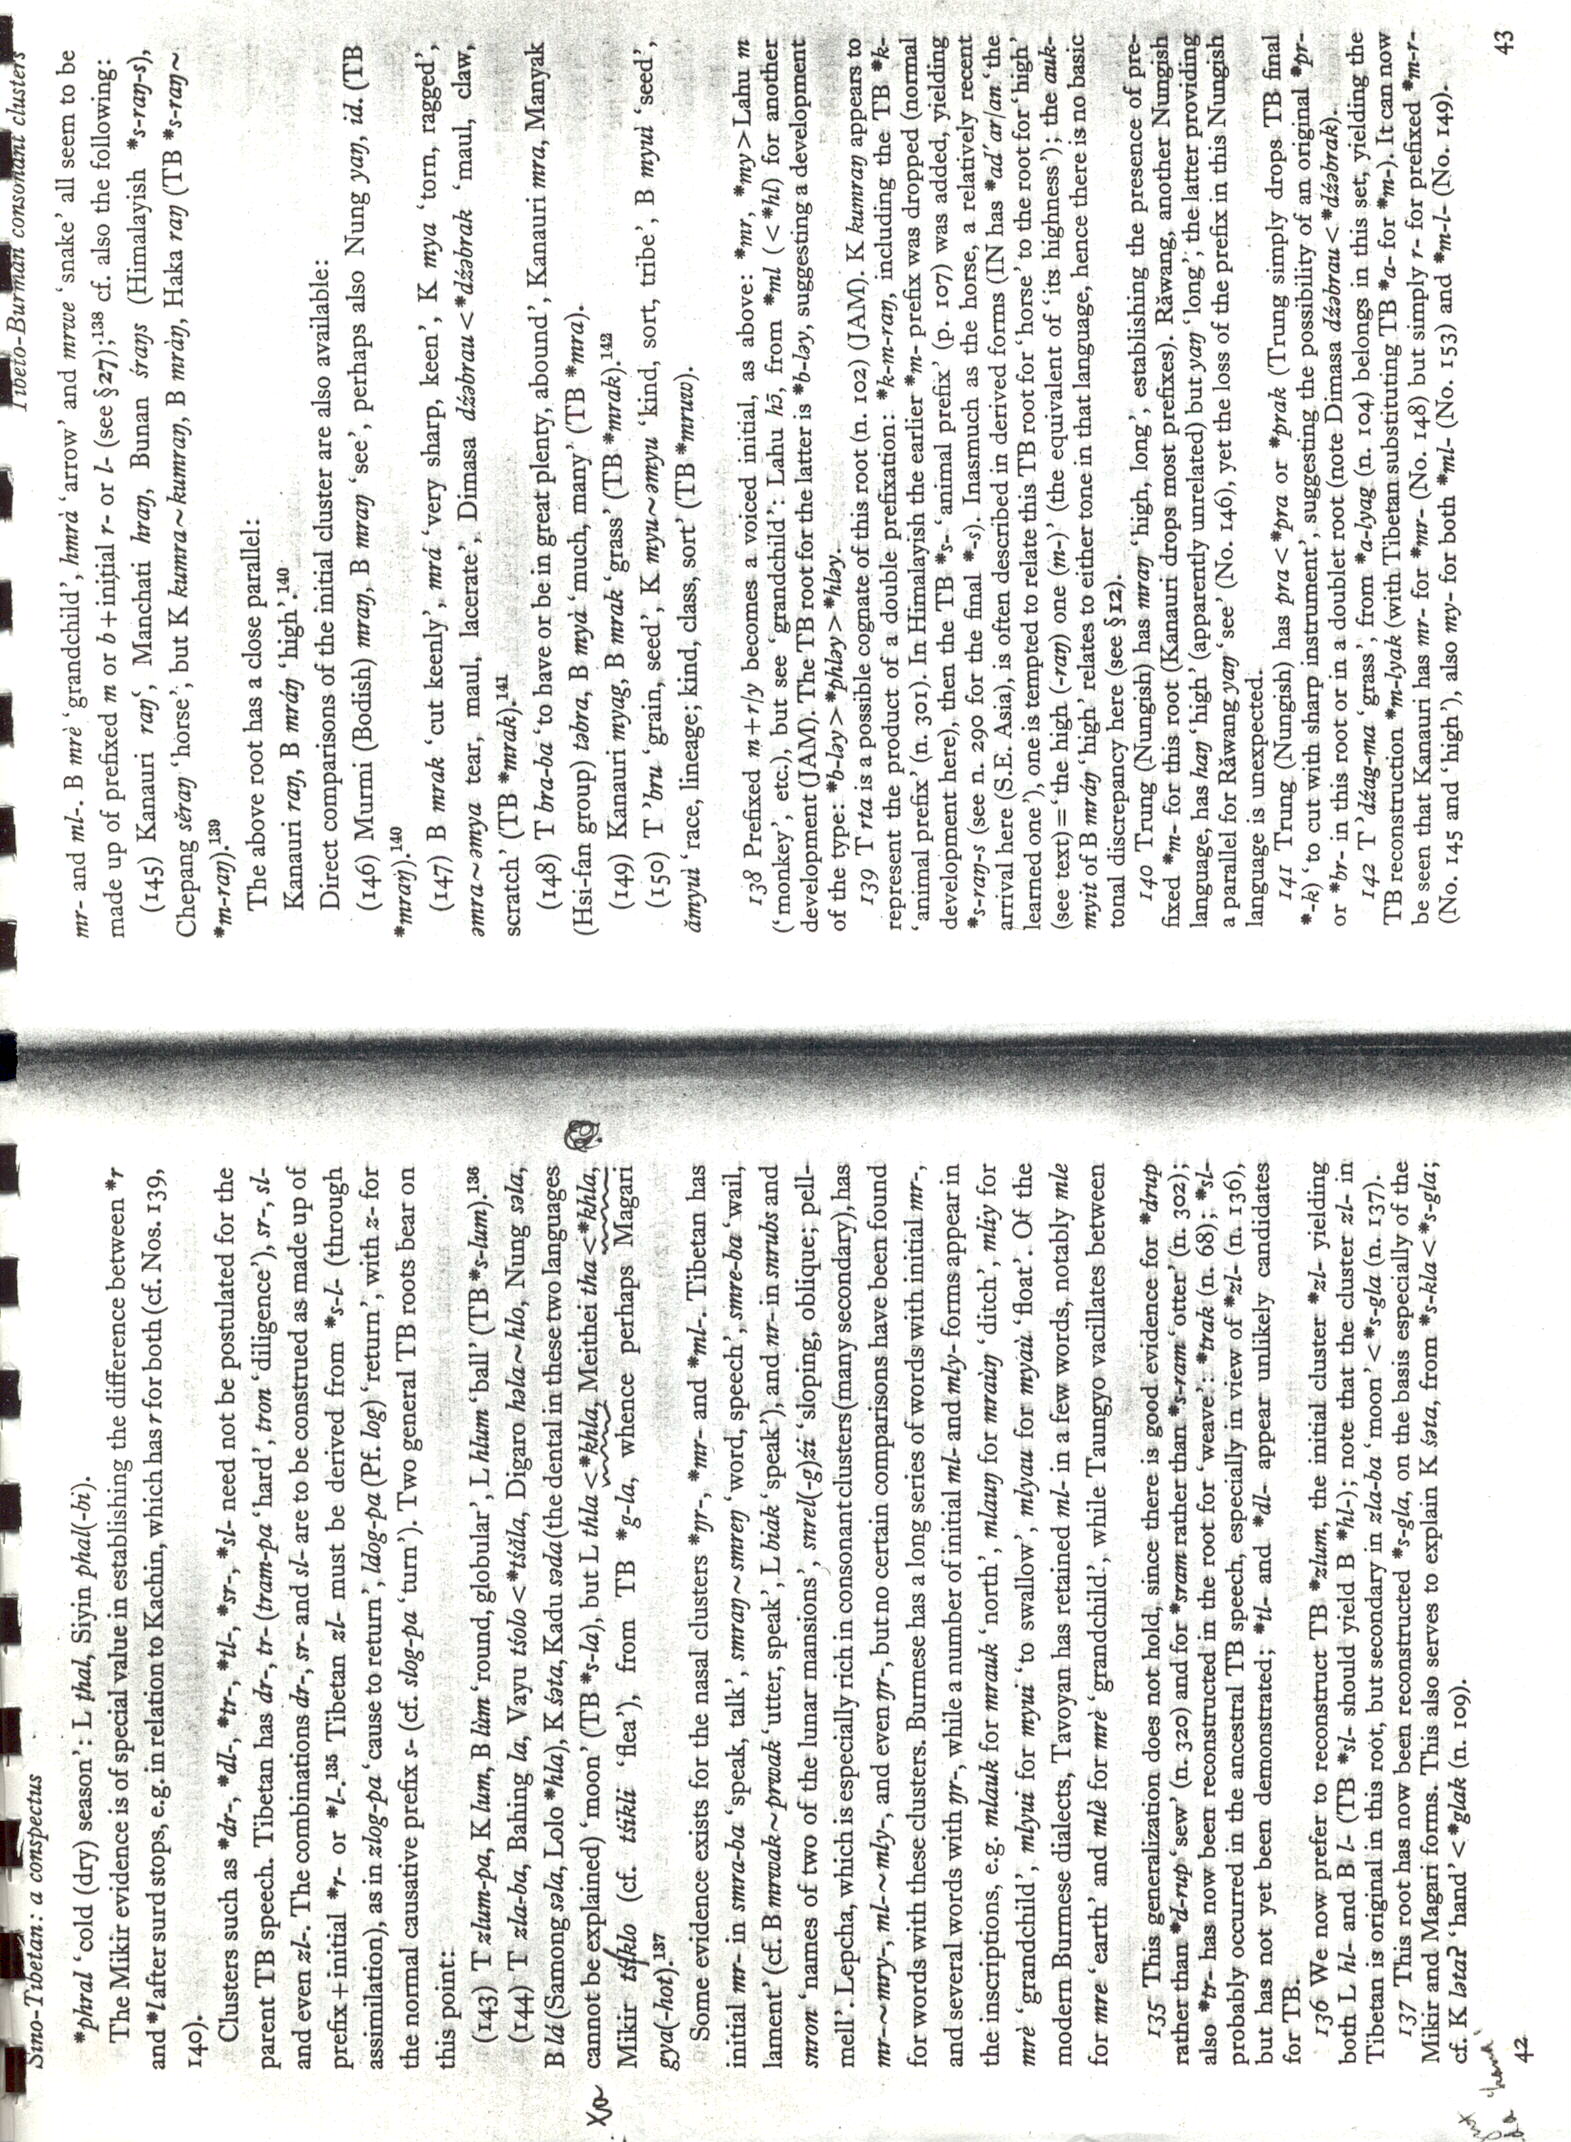 Sino-Tibetan: a conspectus
*phral ‘cold (dry) season’: L thal, Siyin phal(-bi).
The Mikir evidence is of special value in establishing the difference between *r
and *l after surd stops, e.g. in relation to Kachin, which has r for both (cf. Nos. 139,
140).
Clusters such as *dr-, *dl-, *tr-, *tl-, *sr-, *sl- need not be postulated for the
parent TB speech. Tibetan has dr-, tr- (tram-pa ‘hard’, tron ‘diligence’), sr-, sl-
and even zl-. The combinations dr-, sr- and sl- are to be construed as made up of
prefix + initial *r- or *l-.¹³⁵ Tibetan zl- must be derived from *s-l- (through
assimilation), as in zlog-pa ‘cause to return’, ldog-pa (Pf. log) ‘return’, with z- for
the normal causative prefix s- (cf. slog-pa ‘turn’). Two general TB roots bear on
this point:
(143) T zlum-pa, K lum, B lùm ‘round, globular’, L hlum ‘ball’ (TB *s-lum).¹³⁶
(144) T zla-ba, Bahing la, Vayu tśolo < *tśăla, Digaro həla~hlo, Nung səla,
B lá (Samong səla, Lolo *hla), K śəta, Kadu səda (the dental in these two languages
cannot be explained) ‘moon’ (TB *s-la), but L thla < *khla, Meithei tha < *khla,
Mikir tśiklo (cf. tśikli ‘flea’), from TB *g-la, whence perhaps Magari
gya(-hot).¹³⁷
Some evidence exists for the nasal clusters *ŋr-, *mr- and *ml-. Tibetan has
initial mr- in smra-ba ‘speak, talk’, smraŋ~smreŋ ‘word, speech’, smre-ba ‘wail,
lament’ (cf. B mrwak~prwak ‘utter, speak’, L biak ‘speak’), and nr- in snrubs and
snron ‘names of two of the lunar mansions’, snrel(-g)źi ‘sloping, oblique; pell-
mell’. Lepcha, which is especially rich in consonant clusters (many secondary), has
mr-~mry-, ml-~mly-, and even ŋr-, but no certain comparisons have been found
for words with these clusters. Burmese has a long series of words with initial mr-,
and several words with ŋr-, while a number of initial ml- and mly- forms appear in
the inscriptions, e.g. mlauk for mrauk ‘north’, mlauŋ for mraùŋ ‘ditch’, mlìy for
mrè ‘grandchild’, mlyui for myui ‘to swallow’, mlyau for myáù ‘float’. Of the
modern Burmese dialects, Tavoyan has retained ml- in a few words, notably mle
for mre ‘earth’ and mlè for mrè ‘grandchild’, while Taungyo vacillates between
135 This generalization does not hold, since there is good evidence for *drup
rather than *d-rup ‘sew’ (n. 320) and for *sram rather than *s-ram ‘otter’ (n. 302);
also *tr- has now been reconstructed in the root for ‘weave’: *trak (n. 68); *sl-
probably occurred in the ancestral TB speech, especially in view of *zl- (n. 136),
but has not yet been demonstrated; *tl- and *dl- appear unlikely candidates
for TB.
136 We now prefer to reconstruct TB *zlum, the initial cluster *zl- yielding
both L hl- and B l- (TB *sl- should yield B *hl-); note that the cluster zl- in
Tibetan is original in this root, but secondary in zla-ba ‘moon’ < *s-gla (n. 137).
137 This root has now been reconstructed *s-gla, on the basis especially of the
Mikir and Magari forms. This also serves to explain K śəta, from *s-kla < *s-gla;
cf. K lətaʔ ‘hand’ < *glak (n. 109).
42
Tibeto-Burman consonant clusters
mr- and ml-. B mrè ‘grandchild’, hmrà ‘arrow’ and mrwe ‘snake’ all seem to be
made up of prefixed m or b + initial r- or l- (see §27);¹³⁸ cf. also the following:
(145) Kanauri raŋ‘, Manchati hraŋ, Bunan śraŋs (Himalayish *s-raŋ-s),
Chepang sĕraŋ ‘horse’; but K kumra~kumraŋ, B mràŋ, Haka raŋ (TB *s-raŋ~
*m-raŋ).¹³⁹
The above root has a close parallel:
Kanauri raŋ, B mráŋ ‘high’.¹⁴⁰
Direct comparisons of the initial cluster are also available:
(146) Murmi (Bodish) mraŋ, B mraŋ ‘see’, perhaps also Nung yaŋ, id. (TB
*mraŋ).¹⁴⁰
(147) B mrak ‘cut keenly’, mrá ‘very sharp, keen’, K mya ‘torn, ragged’,
əmra~əmya tear, maul, lacerate’, Dimasa dźəbrau < *dźəbrak ‘maul, claw,
scratch’ (TB *mrak).¹⁴¹
(148) T bra-ba ‘to have or be in great plenty, abound’, Kanauri mra, Manyak
(Hsi-fan group) təbra, B myà ‘much, many’ (TB *mra).
(149) Kanauri myag, B mrak ‘grass’ (TB *mrak).¹⁴²
(150) T ’bru ‘grain, seed’, K myu~əmyu ‘kind, sort, tribe’, B myuì ‘seed’,
ămyuì ‘race, lineage; kind, class, sort’ (TB *mruw).
138 Prefixed m + r/y becomes a voiced initial, as above: *mr, *my > Lahu m
(‘monkey’, etc.), but see ‘grandchild’: Lahu hɔ̄, from *ml (< *hl) for another
development (JAM). The TB root for the latter is *b-ləy, suggesting a development
of the type: *b-ləy > *phləy > *hləy.
139 T rta is a possible cognate of this root (n. 102) (JAM). K kumraŋ appears to
represent the product of a double prefixation: *k-m-raŋ, including the TB *k-
‘animal prefix’ (n. 301). In Himalayish the earlier *m- prefix was dropped (normal
development here), then the TB *s- ‘animal prefix’ (p. 107) was added, yielding
*s-raŋ-s (see n. 290 for the final *-s). Inasmuch as the horse, a relatively recent
arrival here (S.E. Asia), is often described in derived forms (IN has *ad'ar/an ‘the
learned one’), one is tempted to relate this TB root for ‘horse’ to the root for ‘high’
(see text) = ‘the high (-raŋ) one (m-)’ (the equivalent of ‘its highness’); the auk-
myit of B mráŋ ‘high’ relates to either tone in that language, hence there is no basic
tonal discrepancy here (see §12).
140 Trung (Nungish) has mraŋ ‘high, long’, establishing the presence of pre-
fixed *m- for this root (Kanauri drops most prefixes). Răwang, another Nungish
language, has haŋ ‘high’ (apparently unrelated) but yaŋ ‘long’; the latter providing
a parallel for Răwang yaŋ ‘see’ (No. 146), yet the loss of the prefix in this Nungish
language is unexpected.
141 Trung (Nungish) has pra < *pra or *prak (Trung simply drops TB final
*-k) ‘to cut with sharp instrument’, suggesting the possibility of an original *pr-
or *br- in this root or in a doublet root (note Dimasa dźəbrau < *dźəbrak).
142 T ’dźag-ma ‘grass’, from *a-lyag (n. 104) belongs in this set, yielding the
TB reconstruction *m-lyak (with Tibetan substituting TB *a- for *m-). It can now
be seen that Kanauri has mr- for *mr- (No. 148) but simply r- for prefixed *m-r-
(No. 145 and ‘high’), also my- for both *ml- (No. 153) and *m-l- (No. 149).
43